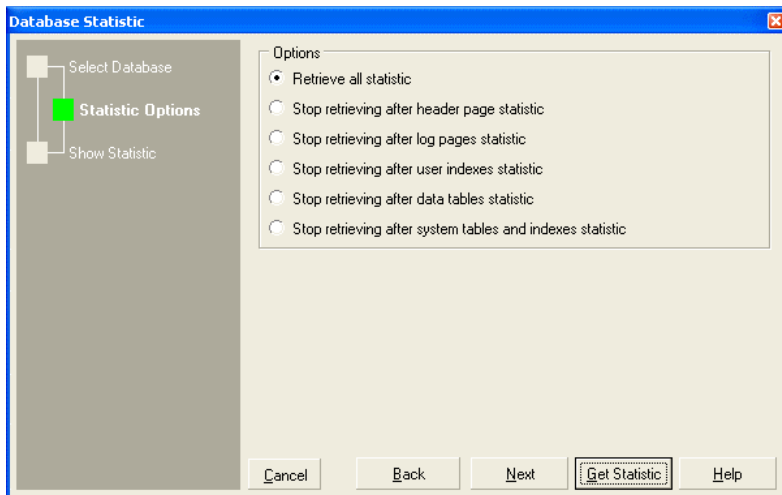 Database Statistic
Select Database
Statistic Options
Show Statistic
Options
Retrieve all statistic
Stop retrieving after header page statistic
Stop retrieving after log pages statistic
Stop retrieving after user indexes statistic
Stop retrieving after data tables statistic
Stop retrieving after system tables and indexes statistic
Cancel Back Next Get Statistic Help